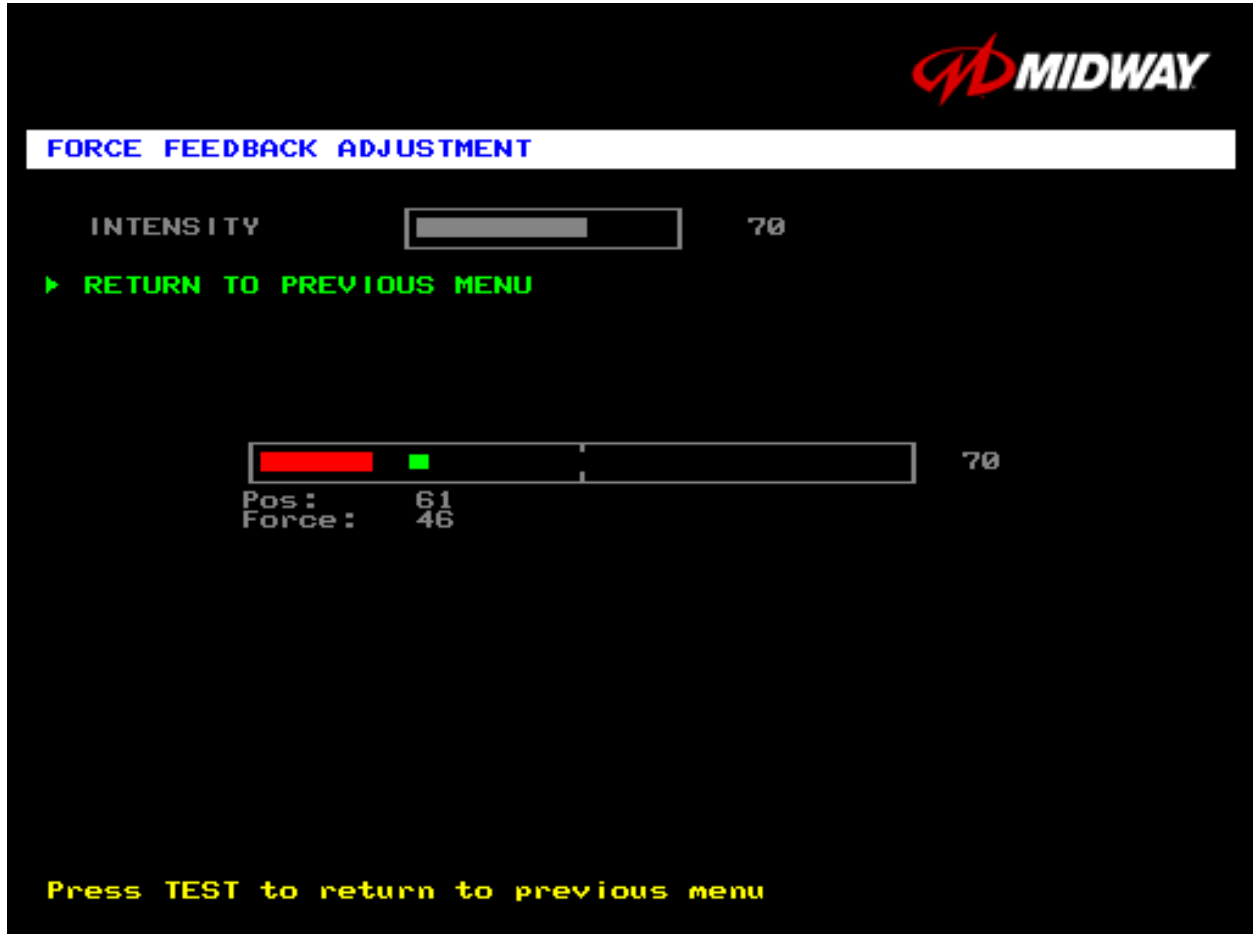 MIDWAY
FORCE FEEDBACK ADJUSTMENT
INTENSITY 70
RETURN TO PREVIOUS MENU
70
Pos: 61
Force: 46
Press TEST to return to previous menu